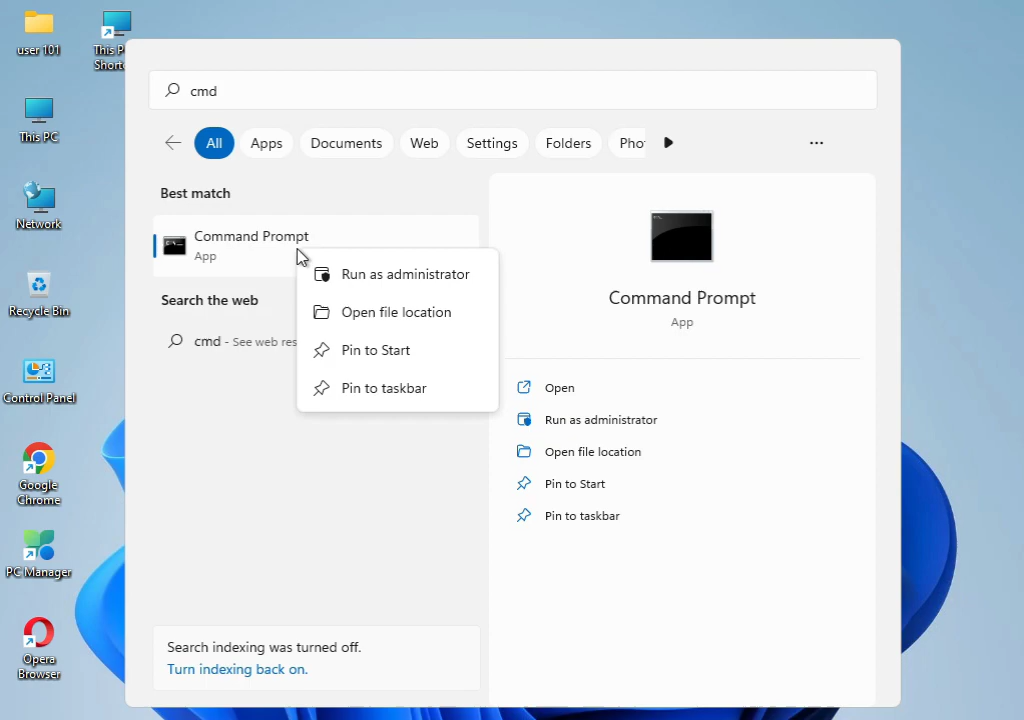 user 101
This P
Shorto
This PC
Network
Recycle Bin
Control Panel
Google
Chrome
PC Manager
Opera
Browser
cmd
All
Apps
Documents
Web
Settings
Folders
Pho
Best match
Command Prompt
App
Search the web
cmd - See web res
Run as administrator
Open file location
Pin to Start
Pin to taskbar
Command Prompt
App
Open
Run as administrator
Open file location
Pin to Start
Pin to taskbar
Search indexing was turned off.
Turn indexing back on.